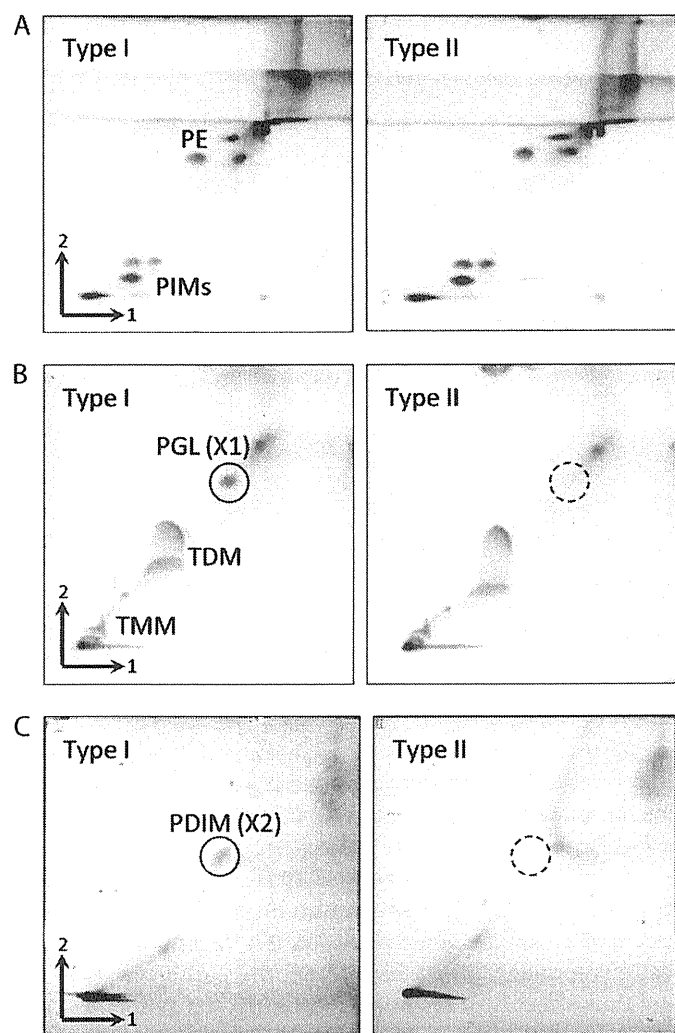 A
Type I
Type II
PE
PIMs
2
1
B
Type I
Type II
PGL (X1)
TDM
TMM
2
1
C
Type I
Type II
PDIM (X2)
2
1